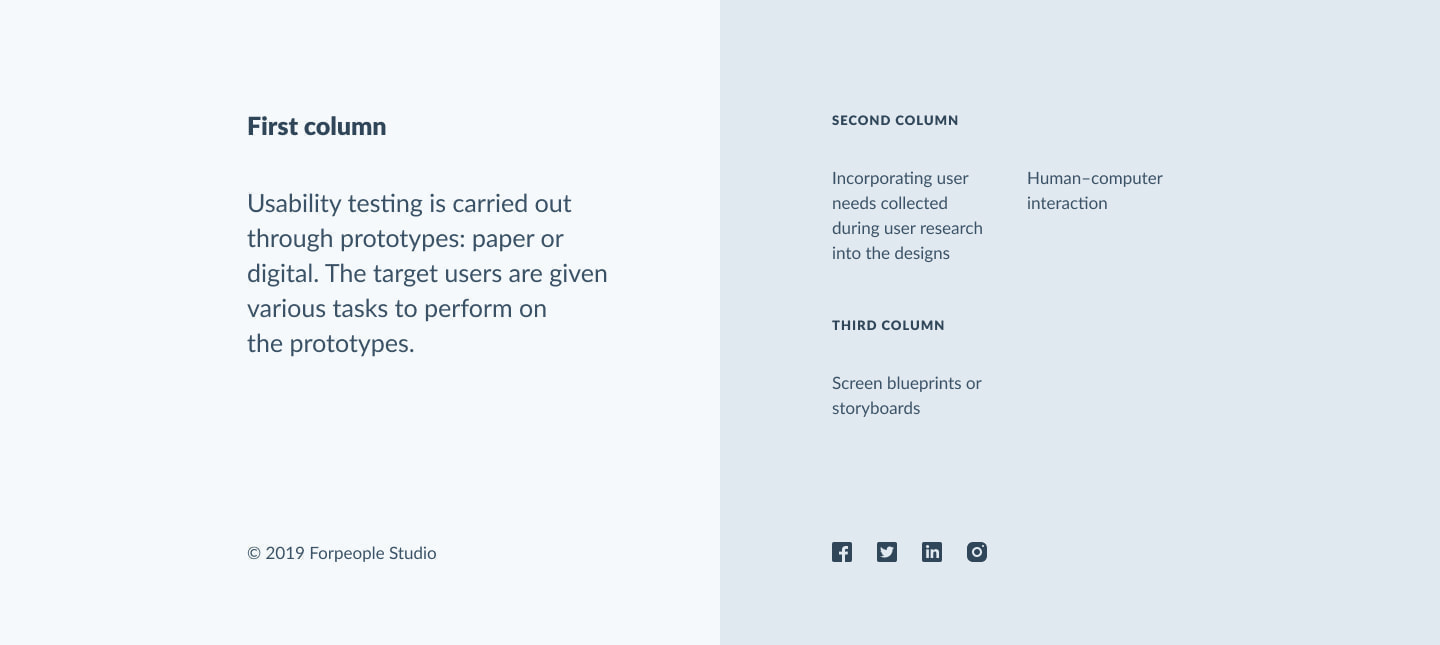 First column
Usability testing is carried out
through prototypes: paper or
digital. The target users are given
various tasks to perform on
the prototypes.
© 2019 Forpeople Studio
SECOND COLUMN
Incorporating user
needs collected
during user research
into the designs
Human–computer
interaction
THIRD COLUMN
Screen blueprints or
storyboards